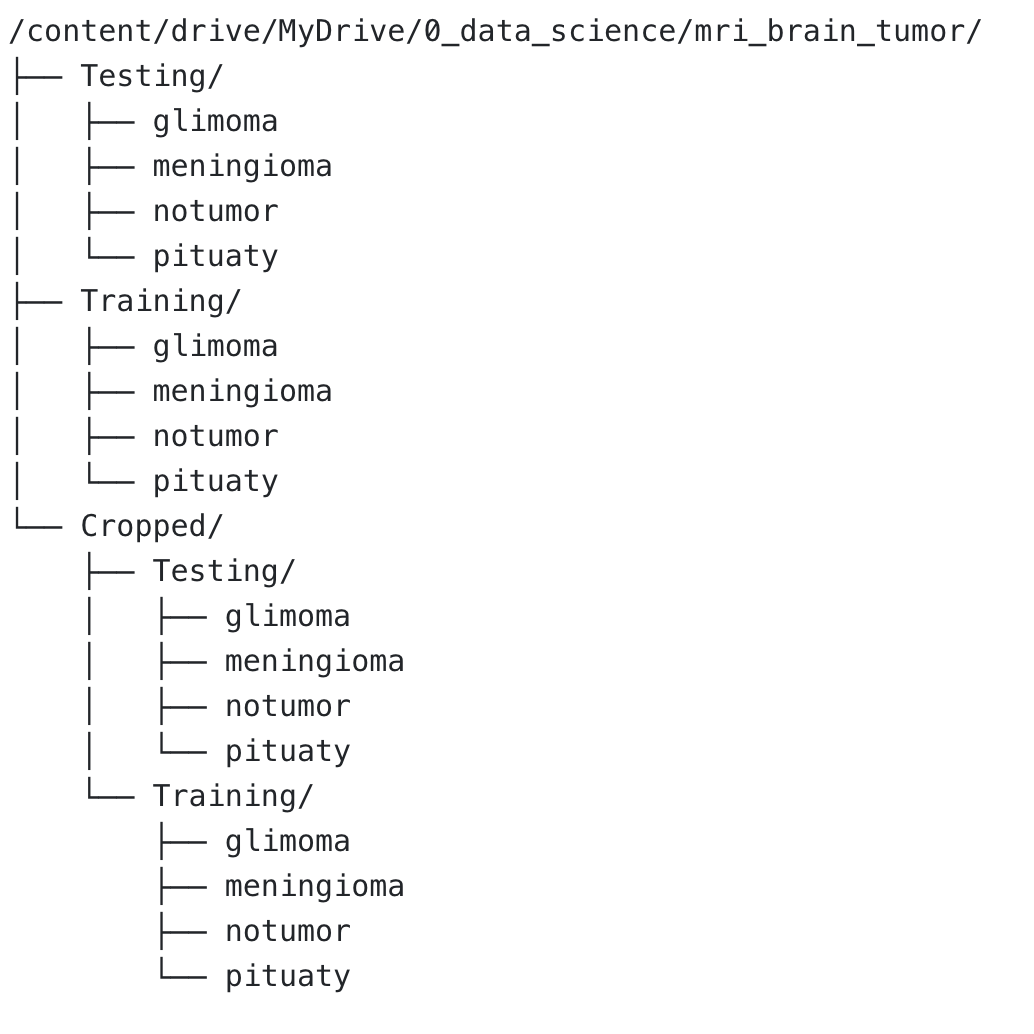 /content/drive/MyDrive/0_data_science/mri_brain_tumor/
├── Testing/
│   ├── glimoma
│   ├── meningioma
│   ├── notumor
│   └── pituaty
├── Training/
│   ├── glimoma
│   ├── meningioma
│   ├── notumor
│   └── pituaty
└── Cropped/
    ├── Testing/
    │   ├── glimoma
    │   ├── meningioma
    │   ├── notumor
    │   └── pituaty
    └── Training/
        ├── glimoma
        ├── meningioma
        ├── notumor
        └── pituaty